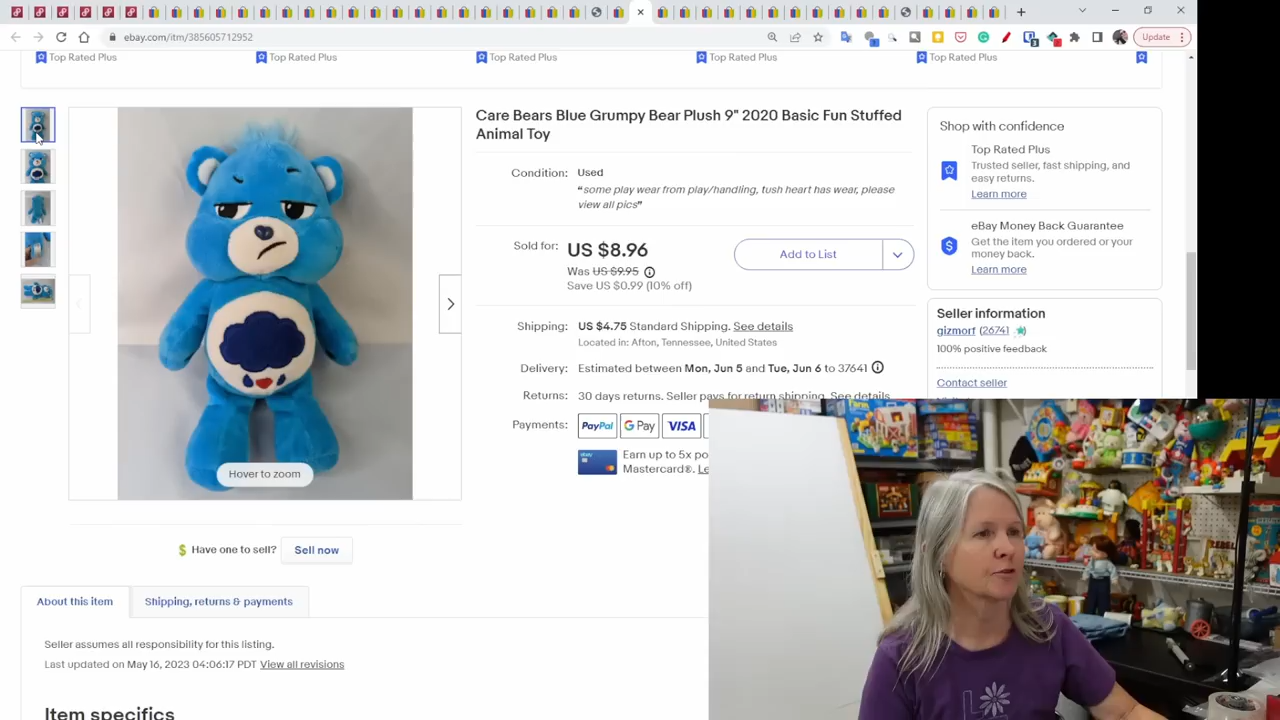 ebay.com/itm/385605712952
Update
Top Rated Plus
Top Rated Plus
Top Rated Plus
Top Rated Plus
Top Rated Plus
Care Bears Blue Grumpy Bear Plush 9" 2020 Basic Fun Stuffed
Animal Toy
Condition: Used
“some play wear from play/handling, tush heart has wear, please
view all pics”
Sold for: US $8.96
Was US $9.95
Save US $0.99 (10% off)
Add to List
Shipping: US $4.75 Standard Shipping. See details
Located in: Afton, Tennessee, United States
Delivery: Estimated between Mon, Jun 5 and Tue, Jun 6 to 37641
Returns: 30 days returns. Seller pays for return shipping. See details
Payments: PayPal G Pay VISA
Earn up to 5x po
Mastercard®. Le
Shop with confidence
Top Rated Plus
Trusted seller, fast shipping, and
easy returns.
Learn more
eBay Money Back Guarantee
Get the item you ordered or your
money back.
Learn more
Seller information
gizmorf (26741)
100% positive feedback
Contact seller
Hover to zoom
Have one to sell? Sell now
About this item
Shipping, returns & payments
Seller assumes all responsibility for this listing.
Last updated on May 16, 2023 04:06:17 PDT View all revisions
Item specifics